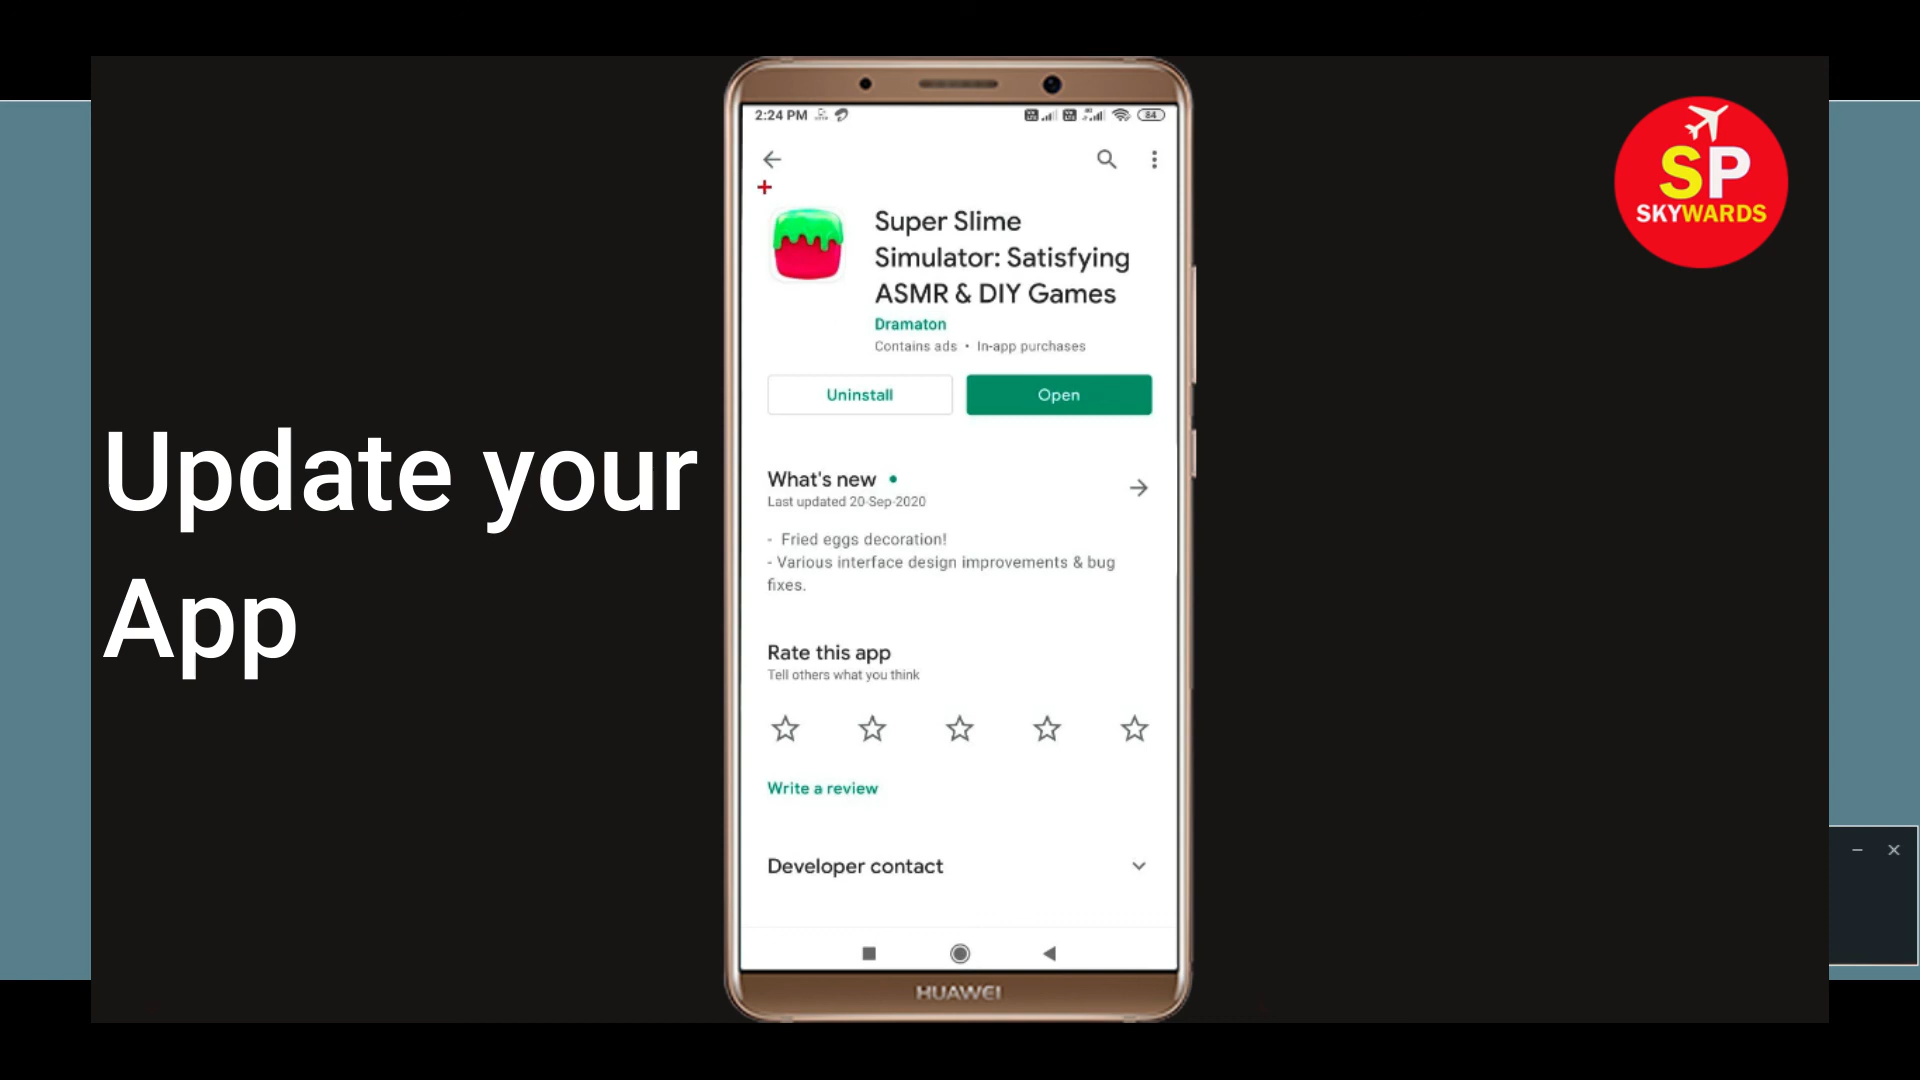 2:24 PM
84
SP
SKYWARDS
Super Slime
Simulator: Satisfying
ASMR & DIY Games
Dramaton
Contains ads • In-app purchases
Uninstall
Open
Update your
App
What's new •
Last updated 20-Sep-2020
- Fried eggs decoration!
- Various interface design improvements & bug
fixes.
Rate this app
Tell others what you think
Write a review
Developer contact
HUAWEI